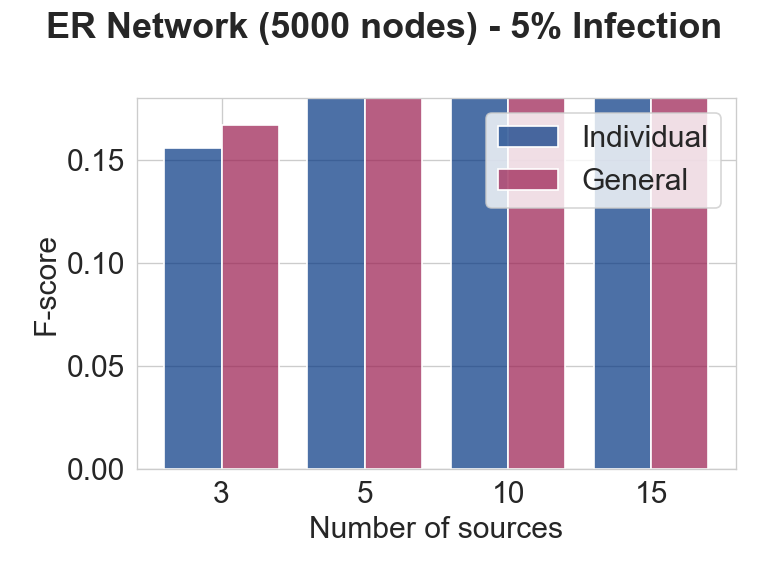 ER Network (5000 nodes) - 5% Infection
Individual
General
0.15
0.10
0.05
0.00
F-score
3 5 10 15
Number of sources